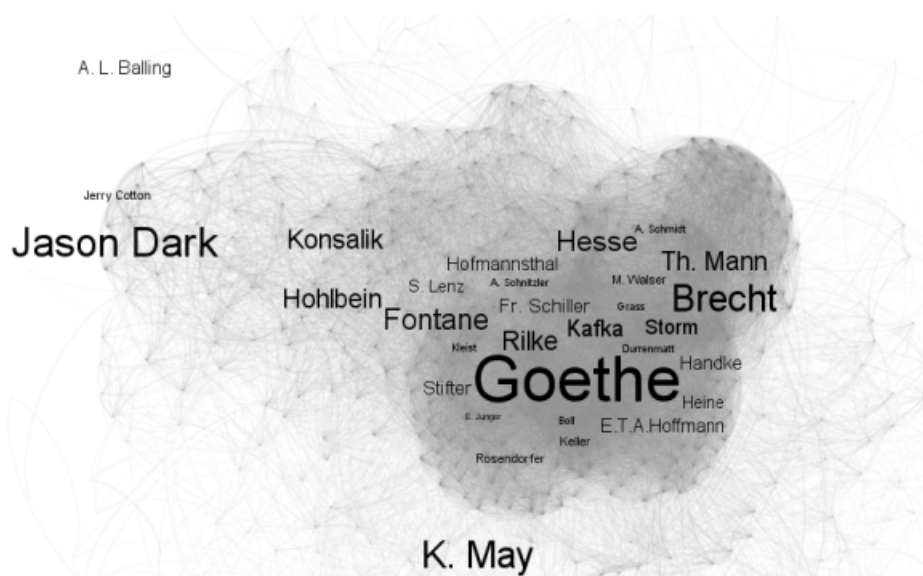 A. L. Balling
Jerry Cotton
Jason Dark
Konsalik
Hesse
A. Schmidt
Hofmannsthal
Th. Mann
S. Lenz
A. Schnitzler
M. Walser
Hohlbein
Fr. Schiller
Grass
Brecht
Fontane
Rilke
Kafka
Storm
Kleist
Durrenmatt
Goethe
Handke
Stifter
Heine
E. Junger
Boll
E.T.A.Hoffmann
Keller
Rosendorfer
K. May